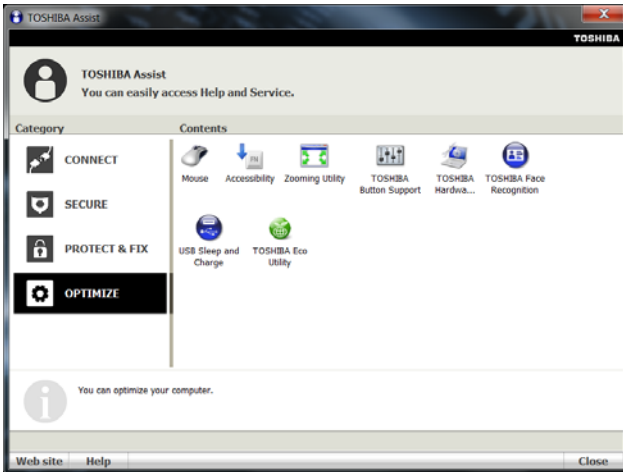 TOSHIBA Assist
TOSHIBA
TOSHIBA Assist
You can easily access Help and Service.
Category
Contents
CONNECT
SECURE
PROTECT & FIX
OPTIMIZE
Mouse
Accessibility
Zooming Utility
TOSHIBA
Button Support
TOSHIBA
Hardwa...
TOSHIBA Face
Recognition
USB Sleep and
Charge
TOSHIBA Eco
Utility
You can optimize your computer.
Web site
Help
Close